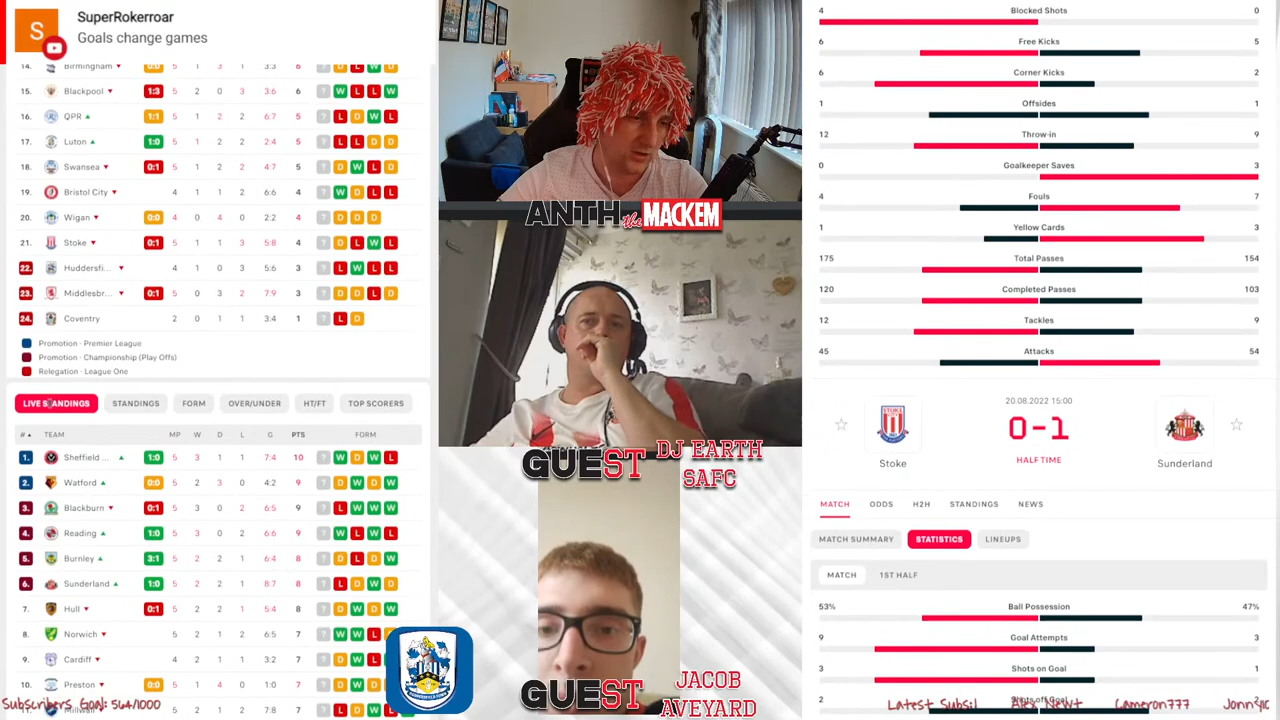 S
SuperRokerroar
Goals change games
14. Birmingham 0:0 5 1 3 1 3:3 6 ? D L W D
15. Blackpool 1:3 5 2 0 3 3:6 6 ? W L L W
16. QPR 1:1 5 1 2 2 6:7 5 ? L D W L
17. Luton 1:0 5 1 2 2 2:4 5 ? L L D D
18. Swansea 0:1 5 1 2 2 4:7 5 ? D W L D
19. Bristol City 4 1 1 2 6:6 4 ? W D L L
20. Wigan 0:0 4 0 4 0 2:2 4 ? D D D
21. Stoke 0:1 5 1 1 3 5:8 4 ? D L W L
22. Huddersfi... 4 1 0 3 5:6 3 ? L W L L
23. Middlesbr... 0:1 5 0 3 2 7:9 3 ? D D L D
24. Coventry 2 0 1 1 3:4 1 ? L D
Promotion - Premier League
Promotion - Championship (Play Offs)
Relegation - League One
LIVE STANDINGS STANDINGS FORM OVER/UNDER HT/FT TOP SCORERS
# TEAM MP W D L G PTS FORM
1. Sheffield ... 1:0 5 3 1 1 7:4 10 ? W D W L
2. Watford 0:0 5 2 3 0 4:2 9 ? D W D W
3. Blackburn 0:1 5 3 0 2 6:5 9 ? L W W W
4. Reading 1:0 5 3 0 2 6:6 9 ? W L W L
5. Burnley 3:1 5 2 2 1 6:4 8 ? D L D W
6. Sunderland 1:0 5 2 2 1 8:7 8 ? L D W D
7. Hull 0:1 5 2 2 1 5:4 8 ? D W D W
8. Norwich 5 2 1 2 6:5 7 ? W W L
9. Cardiff 4 2 1 1 3:2 7 ? D W L
10. Preston 0:0 5 1 4 0 1:0 7 ? D W D
Subscribers Goal: 564/1000
ANTH the MACKEM
GUEST DJ EARTH SAFC
GUEST JACOB AVEYARD
4 Blocked Shots 0
6 Free Kicks 5
6 Corner Kicks 2
1 Offsides 1
12 Throw-in 9
0 Goalkeeper Saves 3
4 Fouls 7
1 Yellow Cards 3
175 Total Passes 154
120 Completed Passes 103
12 Tackles 9
45 Attacks 54
20.08.2022 15:00
0-1
HALF TIME
Stoke
Sunderland
MATCH ODDS H2H STANDINGS NEWS
MATCH SUMMARY STATISTICS LINEUPS
MATCH 1ST HALF
53% Ball Possession 47%
9 Goal Attempts 3
3 Shots on Goal 1
2 Shots off Goal
Latest Subs: Alex Newt Cameron777